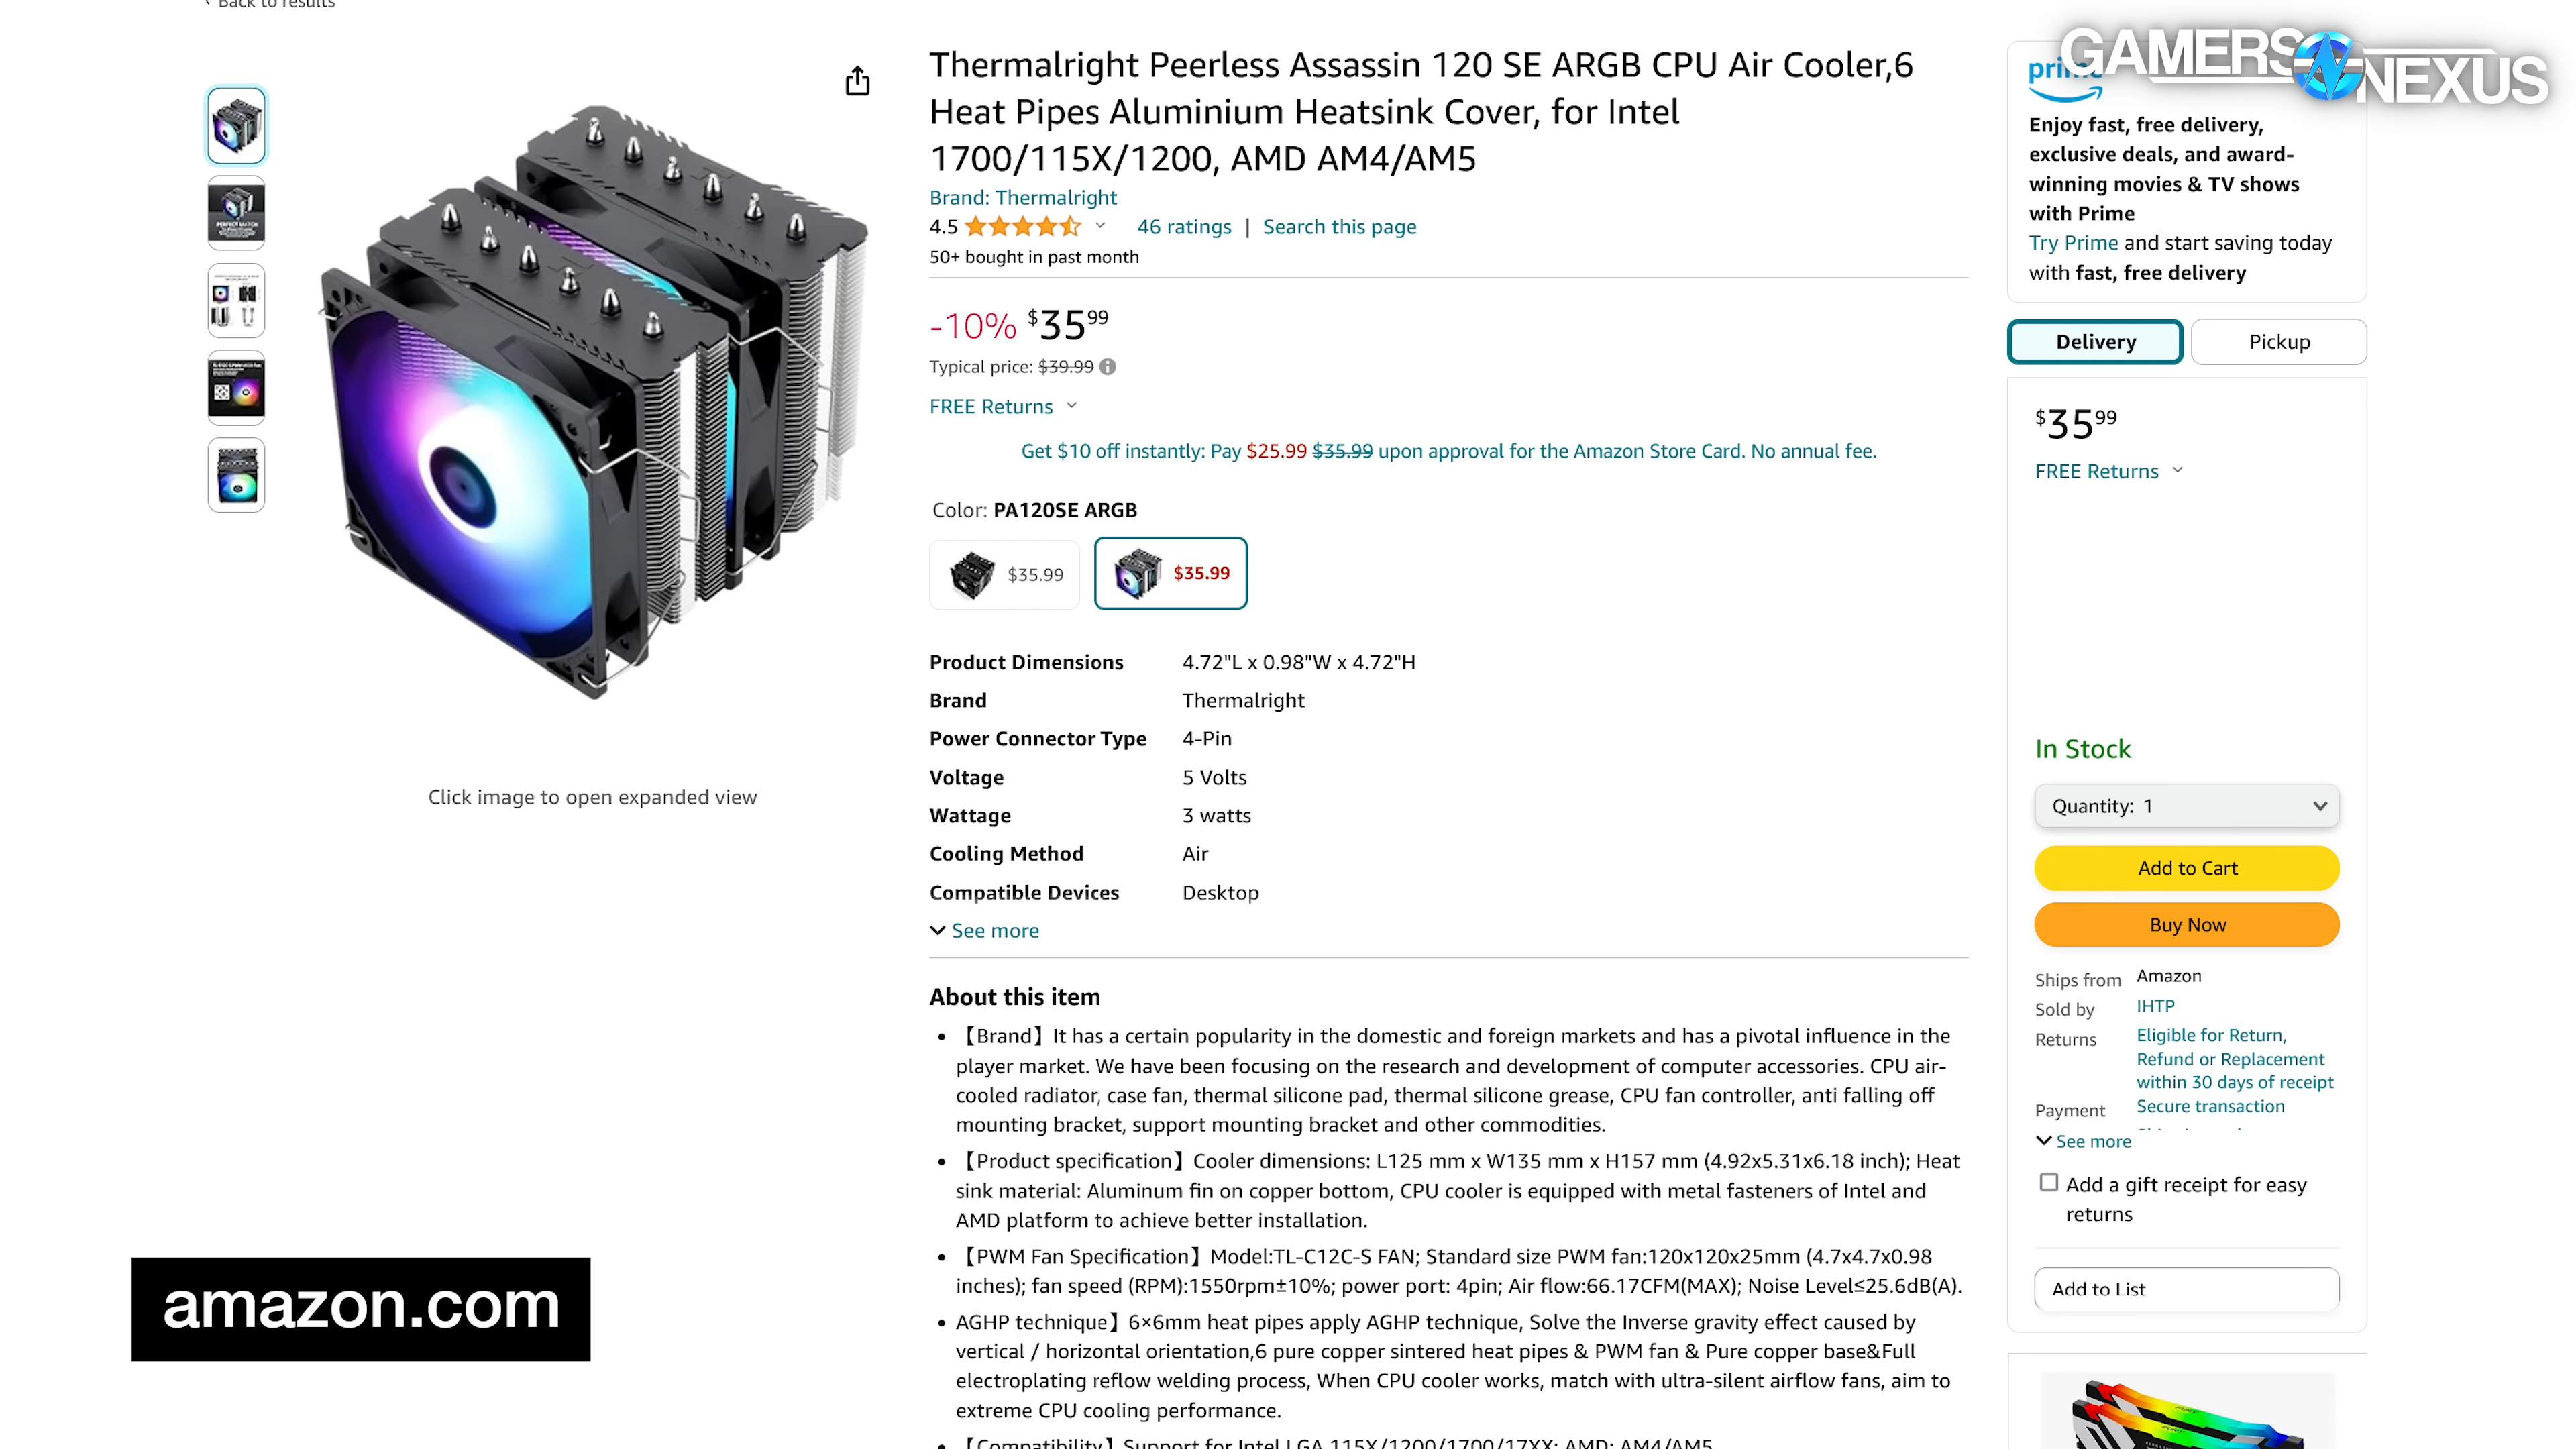 Back to results
GAMERS NEXUS
Thermalright Peerless Assassin 120 SE ARGB CPU Air Cooler,6
Heat Pipes Aluminium Heatsink Cover, for Intel
1700/115X/1200, AMD AM4/AM5
Brand: Thermalright
4.5 46 ratings | Search this page
50+ bought in past month
-10% $35 99
Typical price: $39.99
FREE Returns
Get $10 off instantly: Pay $25.99 $35.99 upon approval for the Amazon Store Card. No annual fee.
Color: PA120SE ARGB
$35.99
$35.99
Product Dimensions 4.72"L x 0.98"W x 4.72"H
Brand Thermalright
Power Connector Type 4-Pin
Voltage 5 Volts
Wattage 3 watts
Cooling Method Air
Compatible Devices Desktop
See more
About this item
• 【Brand】It has a certain popularity in the domestic and foreign markets and has a pivotal influence in the
player market. We have been focusing on the research and development of computer accessories. CPU air-
cooled radiator, case fan, thermal silicone pad, thermal silicone grease, CPU fan controller, anti falling off
mounting bracket, support mounting bracket and other commodities.
• 【Product specification】Cooler dimensions: L125 mm x W135 mm x H157 mm (4.92x5.31x6.18 inch); Heat
sink material: Aluminum fin on copper bottom, CPU cooler is equipped with metal fasteners of Intel and
AMD platform to achieve better installation.
• 【PWM Fan Specification】Model:TL-C12C-S FAN; Standard size PWM fan:120x120x25mm (4.7x4.7x0.98
inches); fan speed (RPM):1550rpm±10%; power port: 4pin; Air flow:66.17CFM(MAX); Noise Level≤25.6dB(A).
• AGHP technique】6×6mm heat pipes apply AGHP technique, Solve the Inverse gravity effect caused by
vertical / horizontal orientation,6 pure copper sintered heat pipes & PWM fan & Pure copper base&Full
electroplating reflow welding process, When CPU cooler works, match with ultra-silent airflow fans, aim to
extreme CPU cooling performance.
• 【Compatibility】Support for Intel LGA 115X/1200/1700/17XX; AMD: AM4/AM5
Click image to open expanded view
amazon.com
prime
Enjoy fast, free delivery,
exclusive deals, and award-
winning movies & TV shows
with Prime
Try Prime and start saving today
with fast, free delivery
Delivery
Pickup
$35 99
FREE Returns
In Stock
Quantity: 1
Add to Cart
Buy Now
Ships from Amazon
Sold by IHTP
Returns Eligible for Return,
Refund or Replacement
within 30 days of receipt
Payment Secure transaction
See more
Add a gift receipt for easy
returns
Add to List